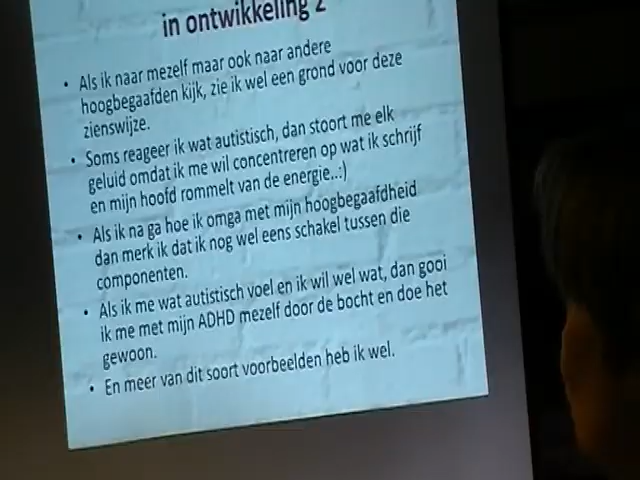 in ontwikkeling 2
• Als ik naar mezelf maar ook naar andere
hoogbegaafden kijk, zie ik wel een grond voor deze
zienswijze.
• Soms reageer ik wat autistisch, dan stoort me elk
geluid omdat ik me wil concentreren op wat ik schrijf
en mijn hoofd rommelt van de energie..:)
• Als ik na ga hoe ik omga met mijn hoogbegaafdheid
dan merk ik dat ik nog wel eens schakel tussen die
componenten.
• Als ik me wat autistisch voel en ik wil wel wat, dan gooi
ik me met mijn ADHD mezelf door de bocht en doe het
gewoon.
• En meer van dit soort voorbeelden heb ik wel.